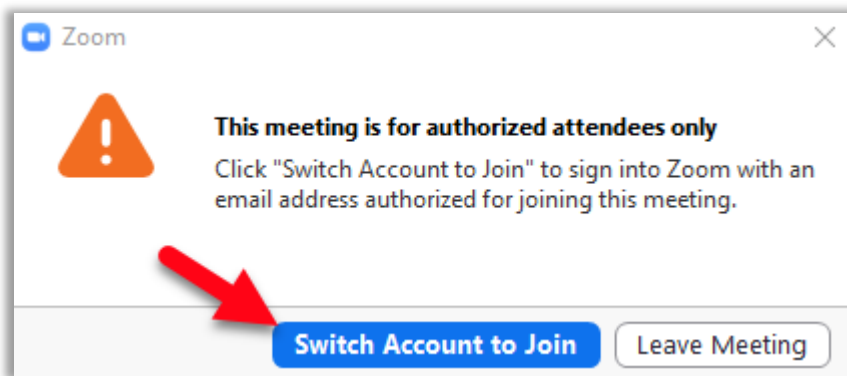 Zoom
This meeting is for authorized attendees only
Click "Switch Account to Join" to sign into Zoom with an
email address authorized for joining this meeting.
Switch Account to Join
Leave Meeting